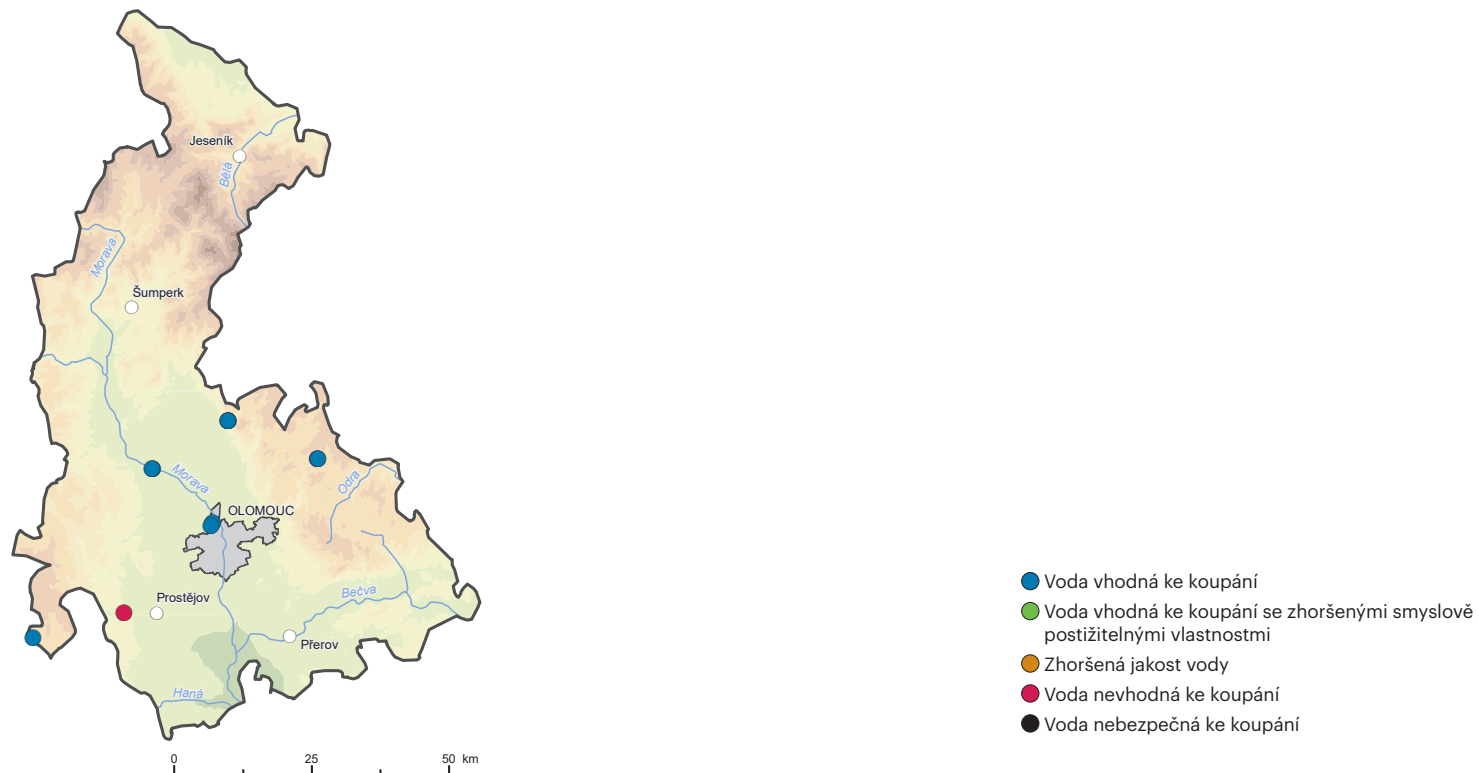 Jeseník
Bělá
Morava
Šumperk
Morava
Odra
OLOMOUC
Prostějov
Bečva
Přerov
Haná
0 25 50 km
Voda vhodná ke koupání
Voda vhodná ke koupání se zhoršenými smyslově
postižitelnými vlastnostmi
Zhoršená jakost vody
Voda nevhodná ke koupání
Voda nebezpečná ke koupání